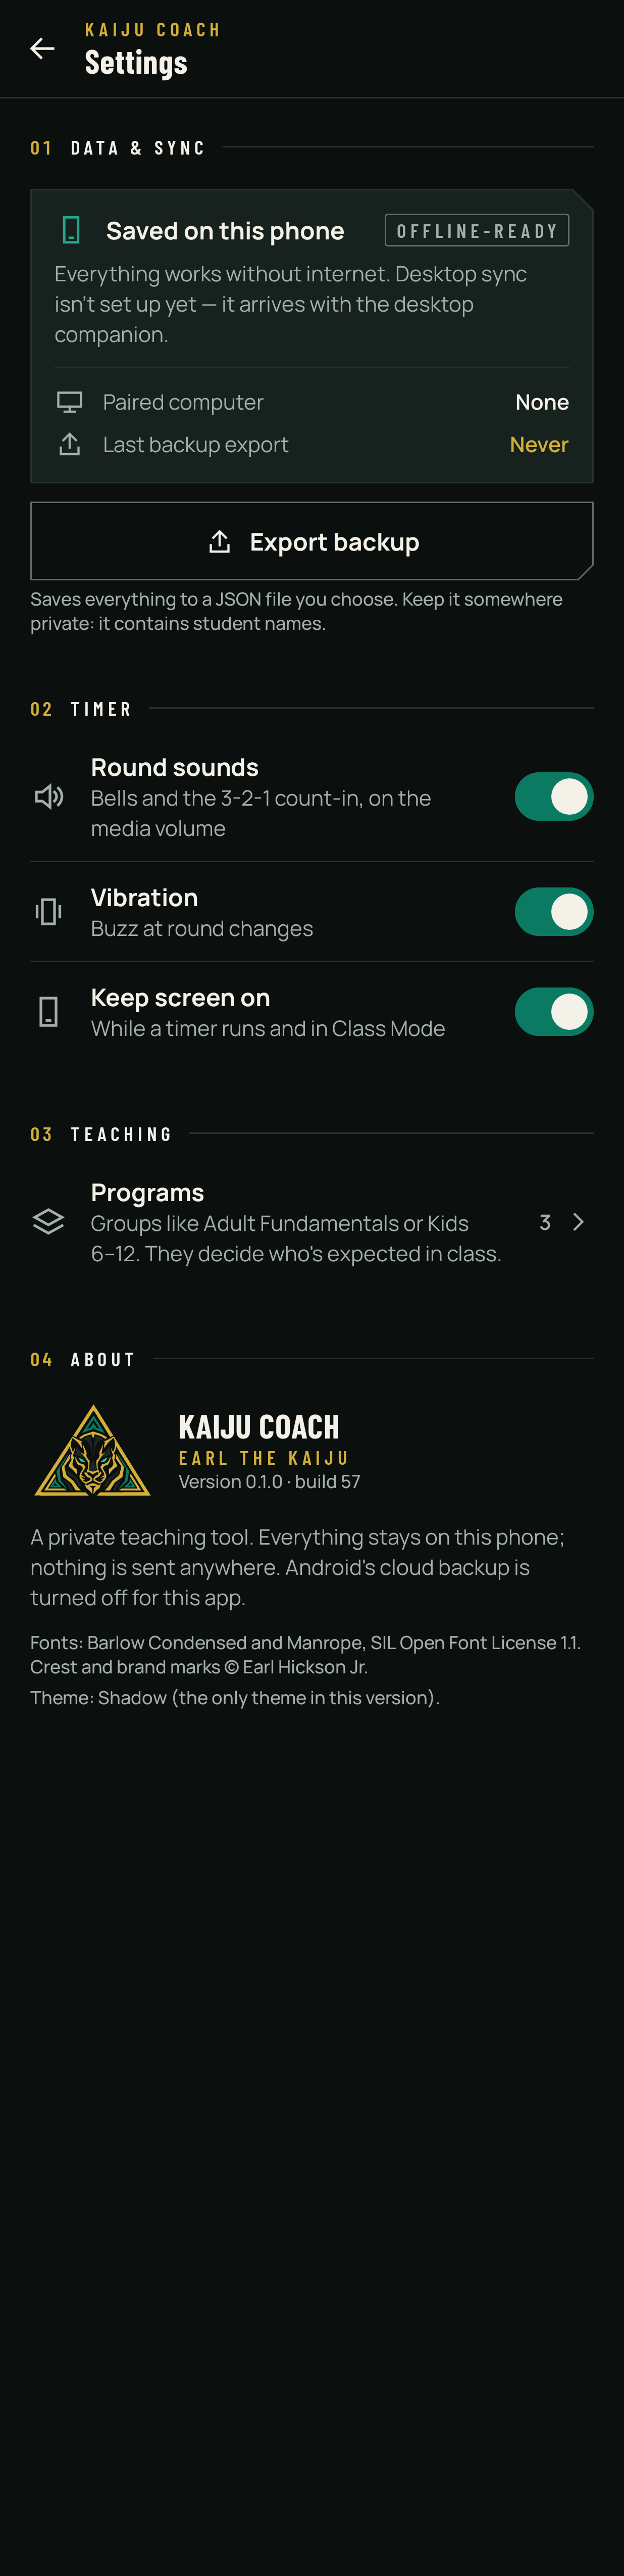 KAIJU COACH
Settings
01 DATA & SYNC
Saved on this phone
OFFLINE-READY
Everything works without internet. Desktop sync
isn't set up yet — it arrives with the desktop
companion.
Paired computer None
Last backup export Never
Export backup
Saves everything to a JSON file you choose. Keep it somewhere
private: it contains student names.
02 TIMER
Round sounds
Bells and the 3-2-1 count-in, on the
media volume
Vibration
Buzz at round changes
Keep screen on
While a timer runs and in Class Mode
03 TEACHING
Programs
Groups like Adult Fundamentals or Kids
6–12. They decide who's expected in class.
3
04 ABOUT
KAIJU COACH
EARL THE KAIJU
Version 0.1.0 · build 57
A private teaching tool. Everything stays on this phone;
nothing is sent anywhere. Android's cloud backup is
turned off for this app.
Fonts: Barlow Condensed and Manrope, SIL Open Font License 1.1.
Crest and brand marks © Earl Hickson Jr.
Theme: Shadow (the only theme in this version).